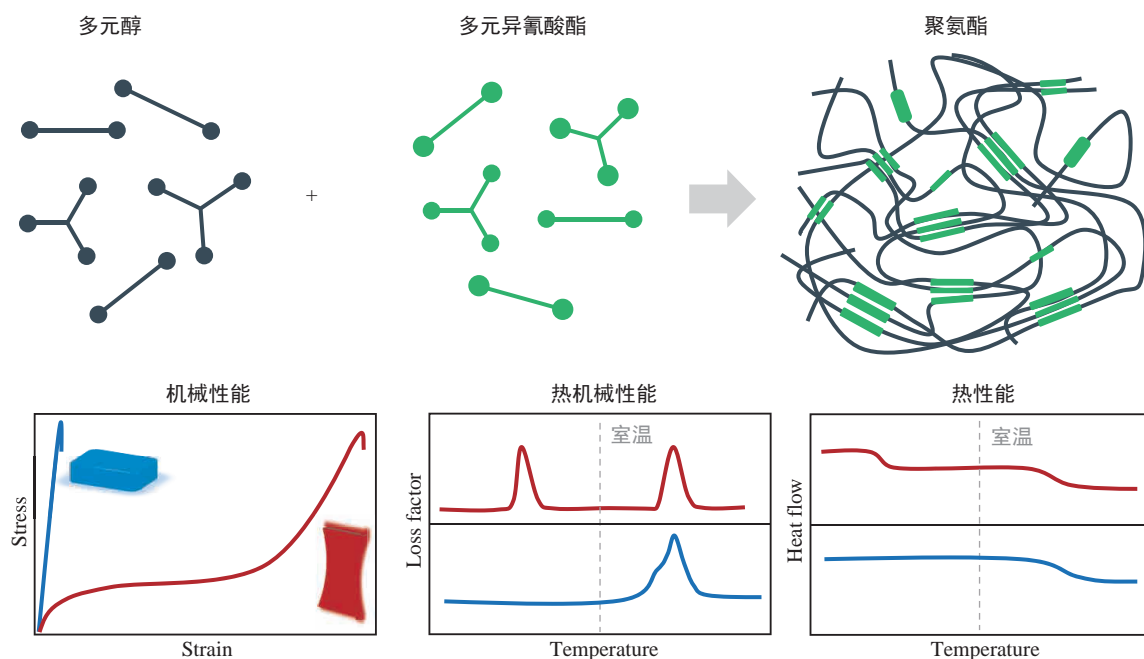 多元醇
多元异氰酸酯
聚氨酯
+
机械性能
热机械性能
热性能
Stress
Strain
室温
Loss factor
Temperature
室温
Heat flow
Temperature